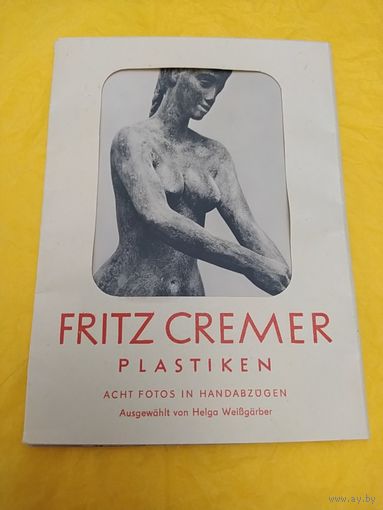 FRITZ CREMER
PLASTIKEN
ACHT FOTOS IN HANDABZÜGEN
Ausgewählt von Helga Weißgärber
www.ay.by